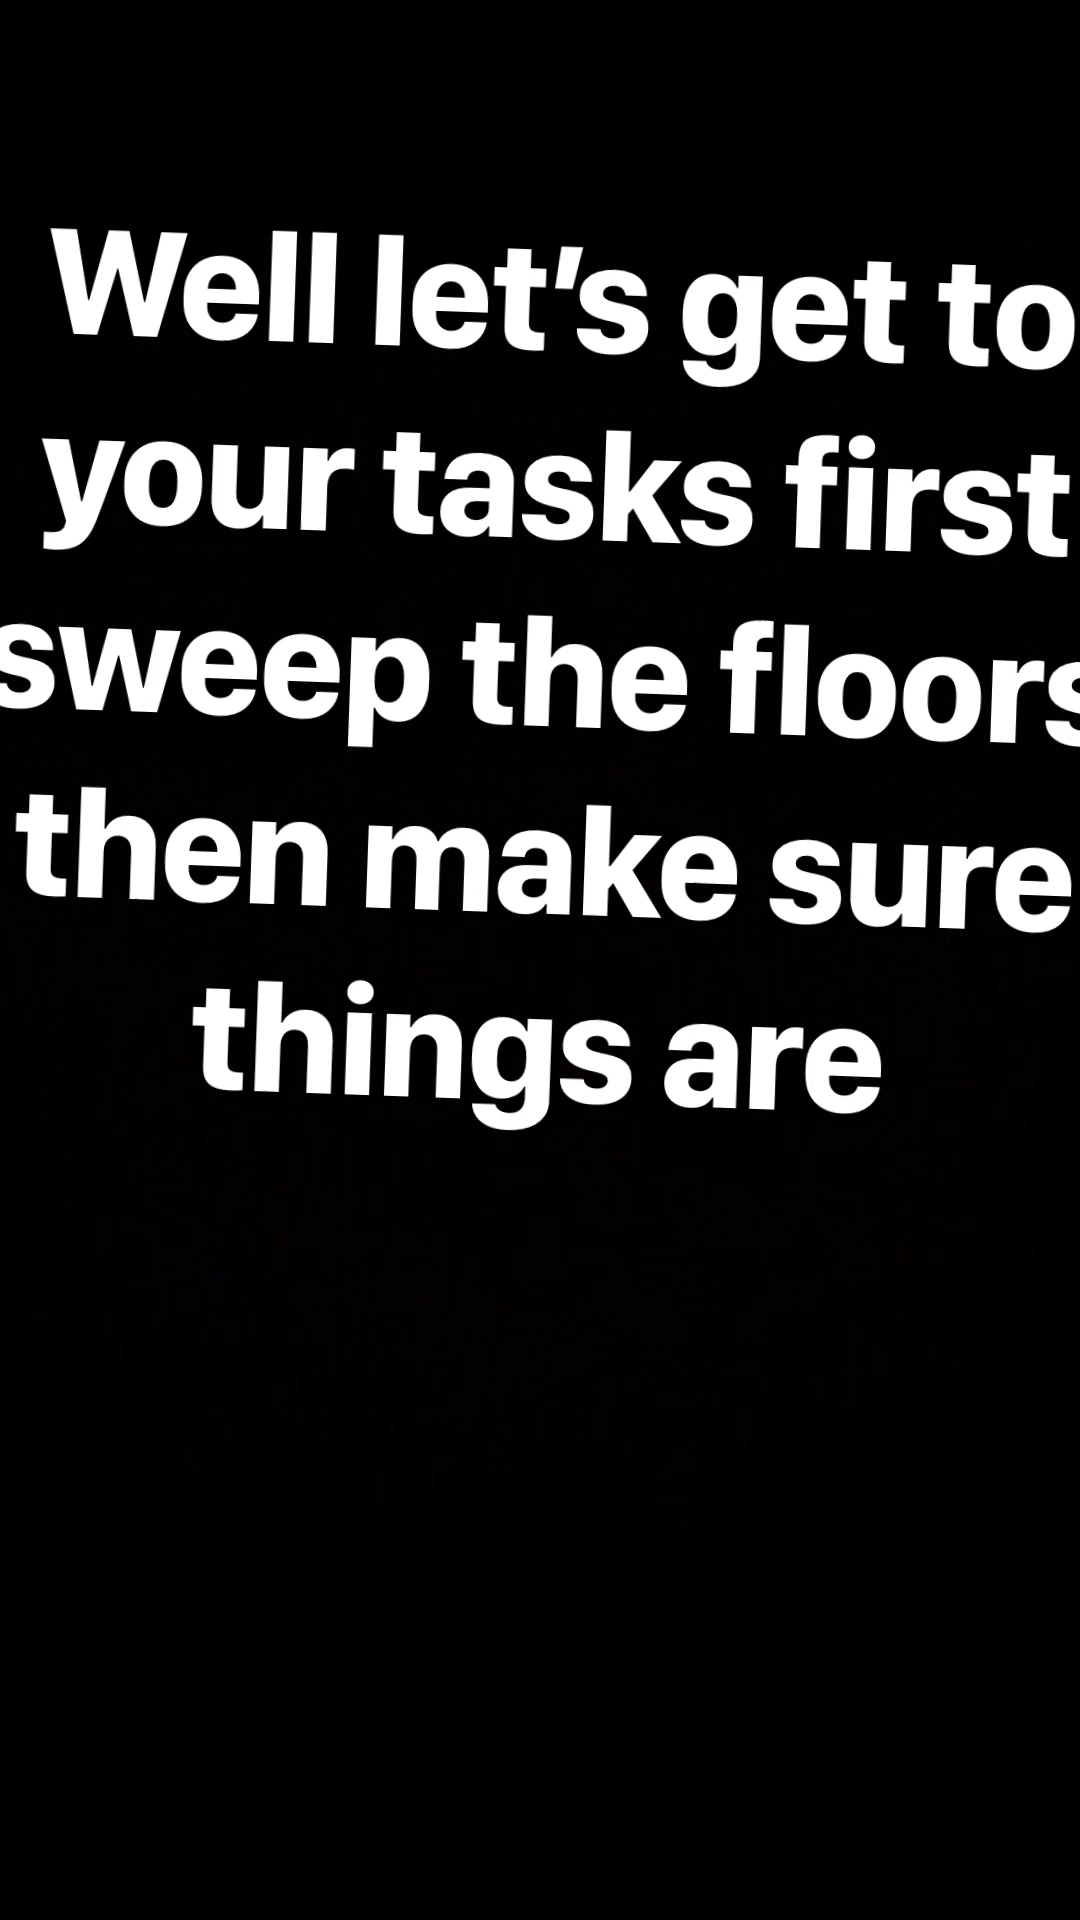 Well let's get to
your tasks first
sweep the floors
then make sure
things are